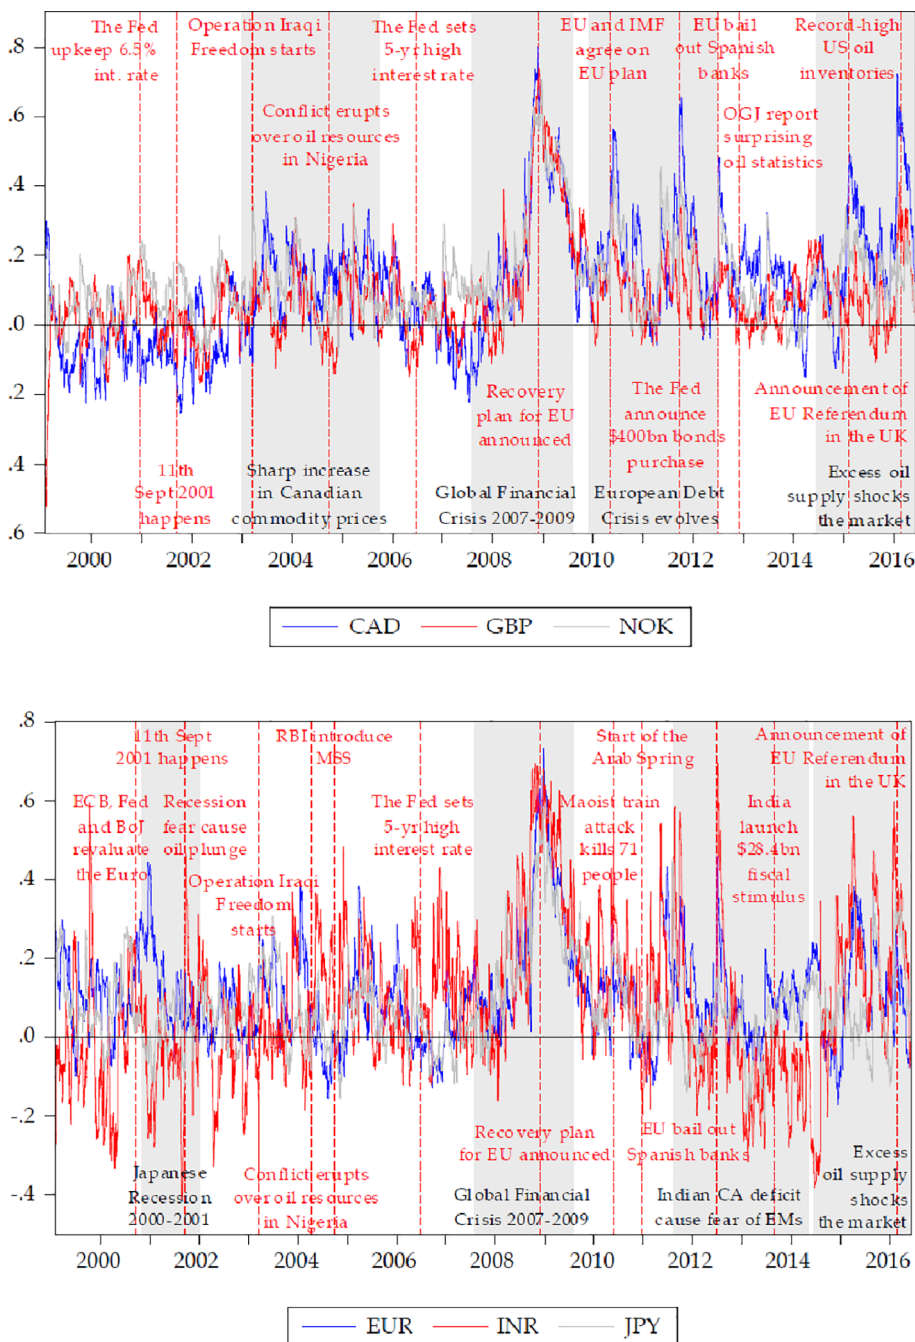 The Fed
upkeep 6.5%
int. rate
Operation Iraqi
Freedom starts
The Fed sets
5-yr high
interest rate
EU and IMF
agree on
EU plan
EU bail
out Spanish
banks
Record-high
US oil
inventories
Conflict erupts
over oil resources
in Nigeria
OGJ report
surprising
oil statistics
.8
.6
.4
.2
.0
.2
.4
.6
Recovery
plan for EU
announced
The Fed
announce
$400bn bonds
purchase
Announcement of
EU Referendum
in the UK
11th
Sept 2001
happens
Sharp increase
in Canadian
commodity prices
Global Financial
Crisis 2007-2009
European Debt
Crisis evolves
Excess oil
supply shocks
the market
2000 2002 2004 2006 2008 2010 2012 2014 2016
CAD GBP NOK
11th Sept
2001 happens
RBI introduce
MSS
Start of the
Arab Spring
Announcement of
EU Referendum
in the UK
ECB, Fed
and BoJ
revaluate
the Euro
Recession
fear cause
oil plunge
The Fed sets
5-yr high
interest rate
Maoist train
attack
kills 71
people
India
launch
$28.4bn
fiscal
stimulus
Operation Iraqi
Freedom
starts
.8
.6
.4
.2
.0
-.2
-.4
Japanese
Recession
2000-2001
Conflict erupts
over oil resources
in Nigeria
Recovery plan
for EU announced
Global Financial
Crisis 2007-2009
EU bail out
Spanish banks
Indian CA deficit
cause fear of EMs
Excess
oil supply
shocks
the market
2000 2002 2004 2006 2008 2010 2012 2014 2016
EUR INR JPY